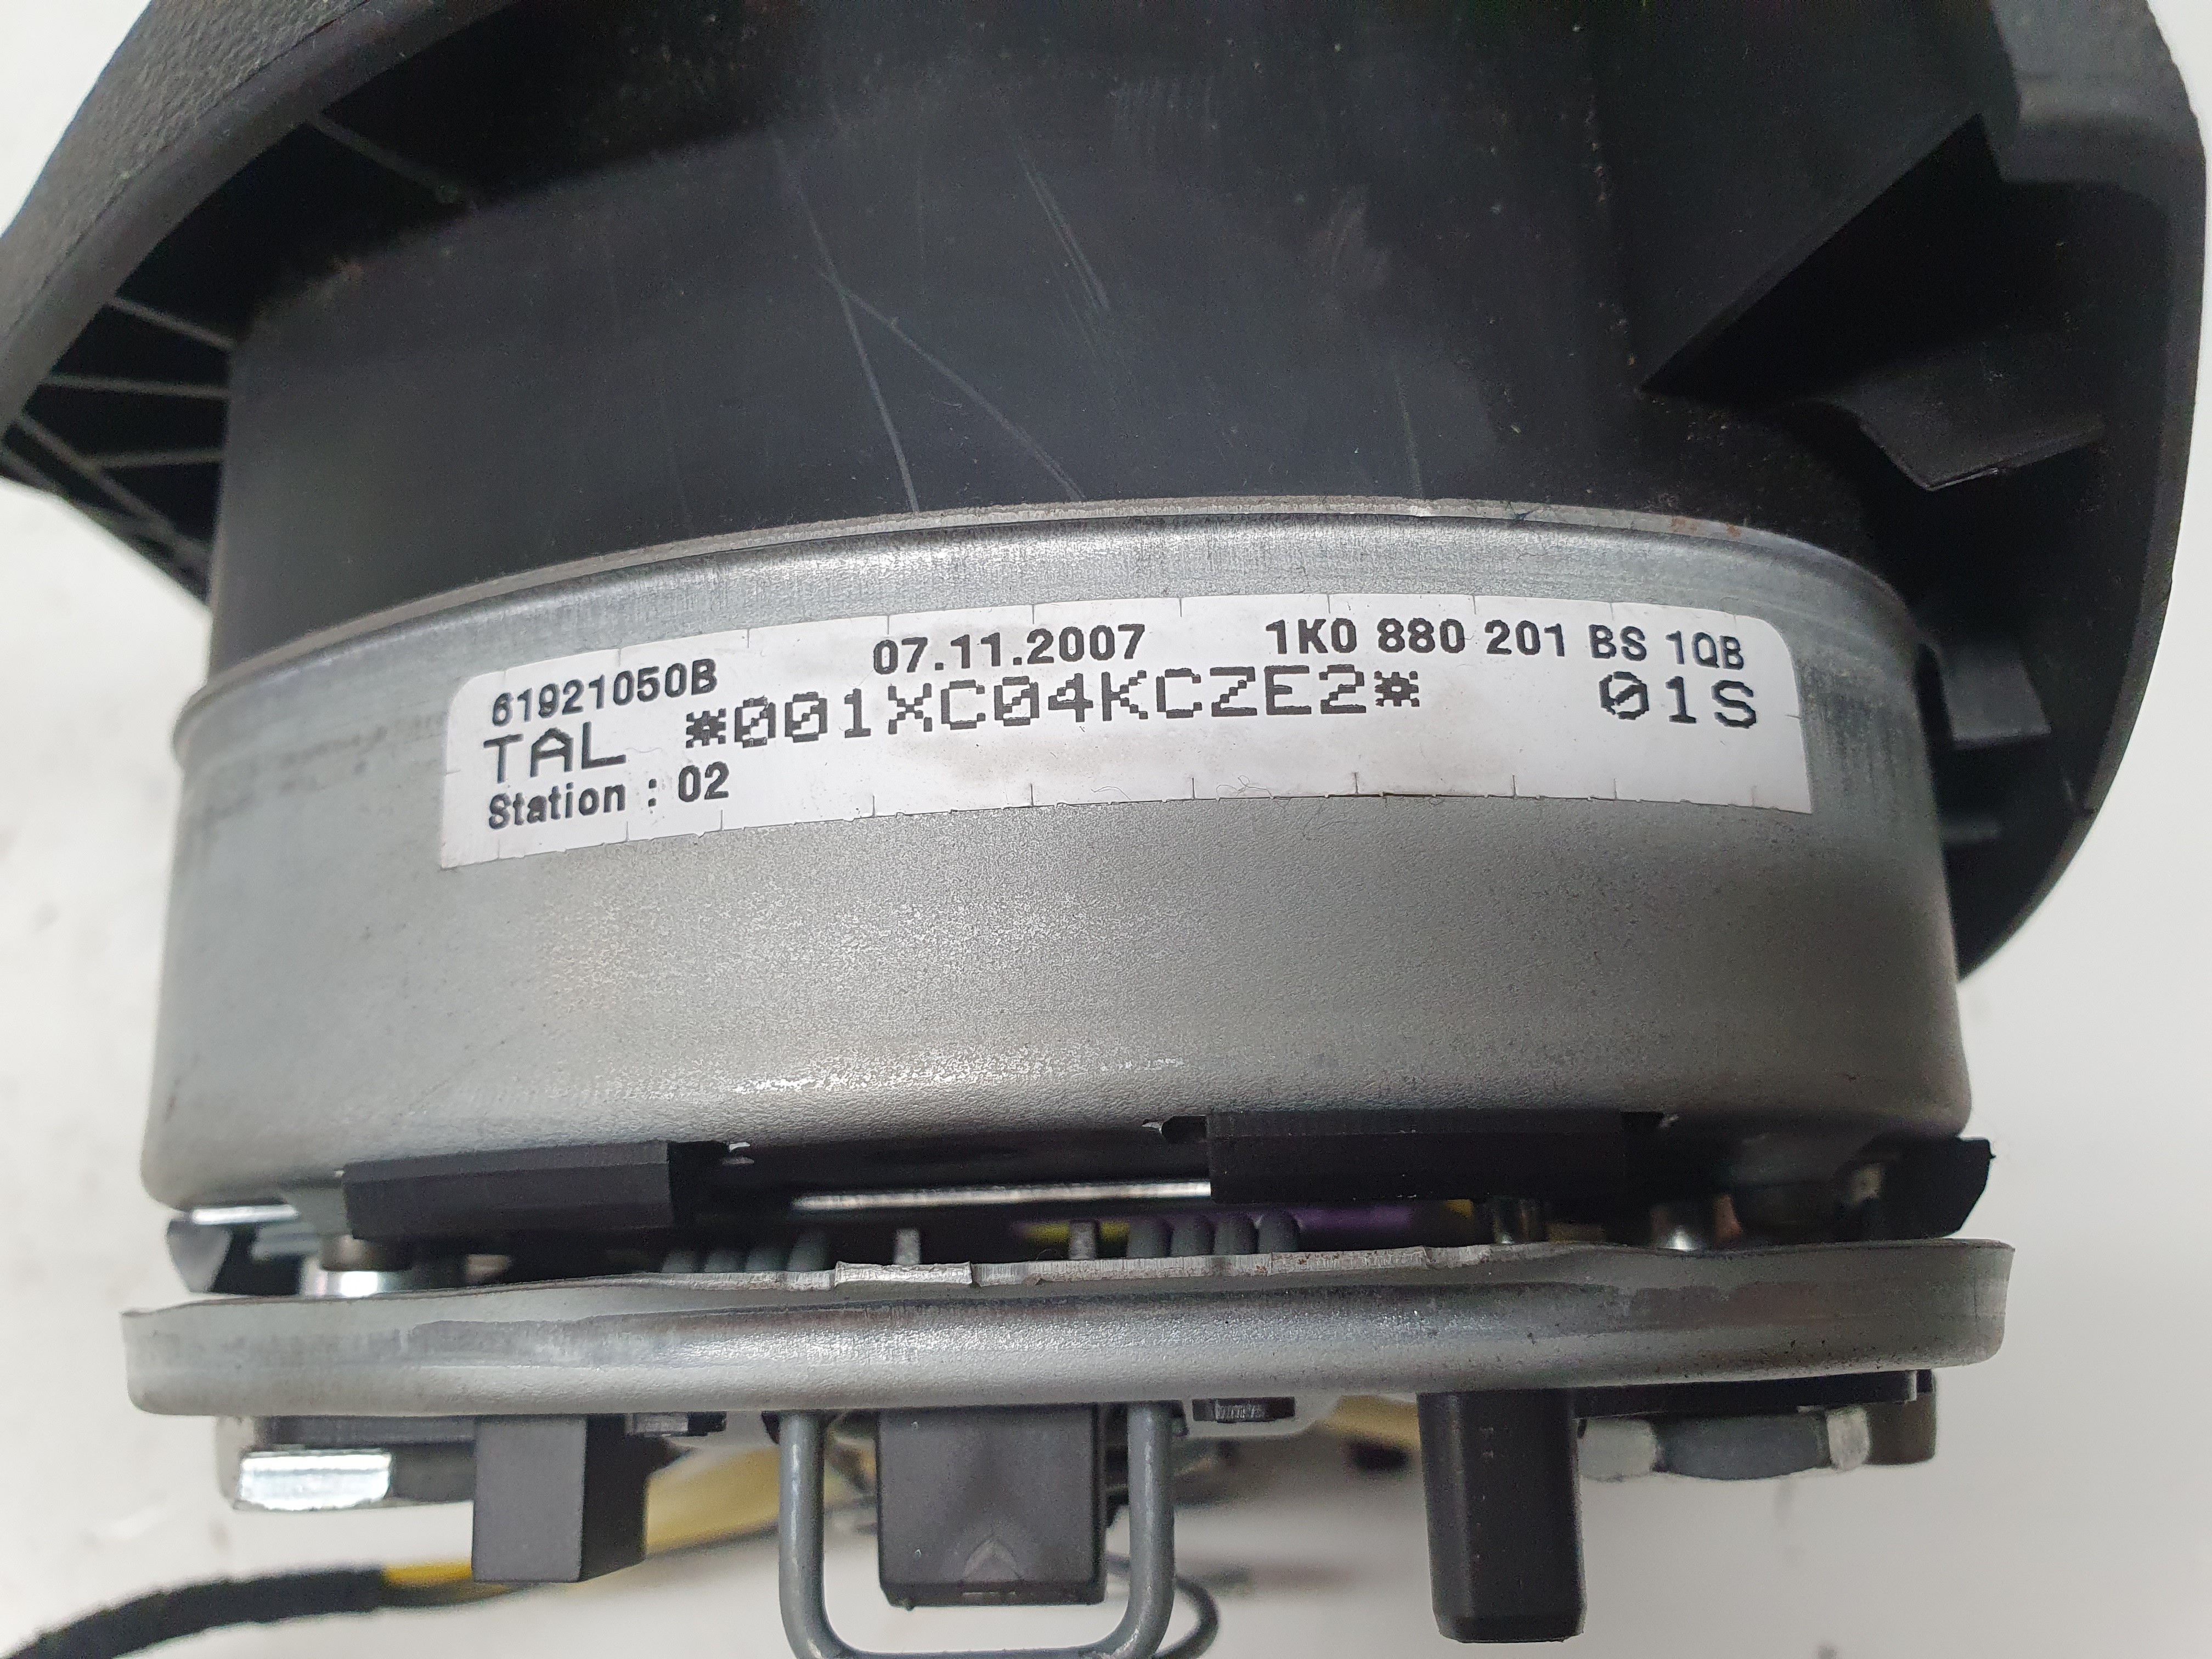 61921050B 07.11.2007 1K0 880 201 BS 1QB
TAL *001XC04KCZE2* 01S
Station : 02